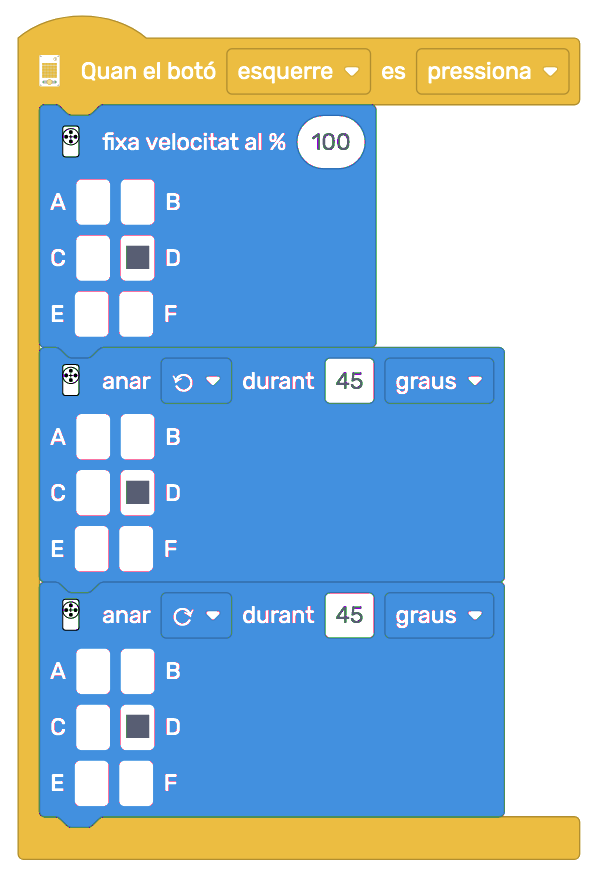 Quan el botó esquerre es pressiona
fixa velocitat al % 100
A B
C D
E F
anar durant 45 graus
A B
C D
E F
anar durant 45 graus
A B
C D
E F